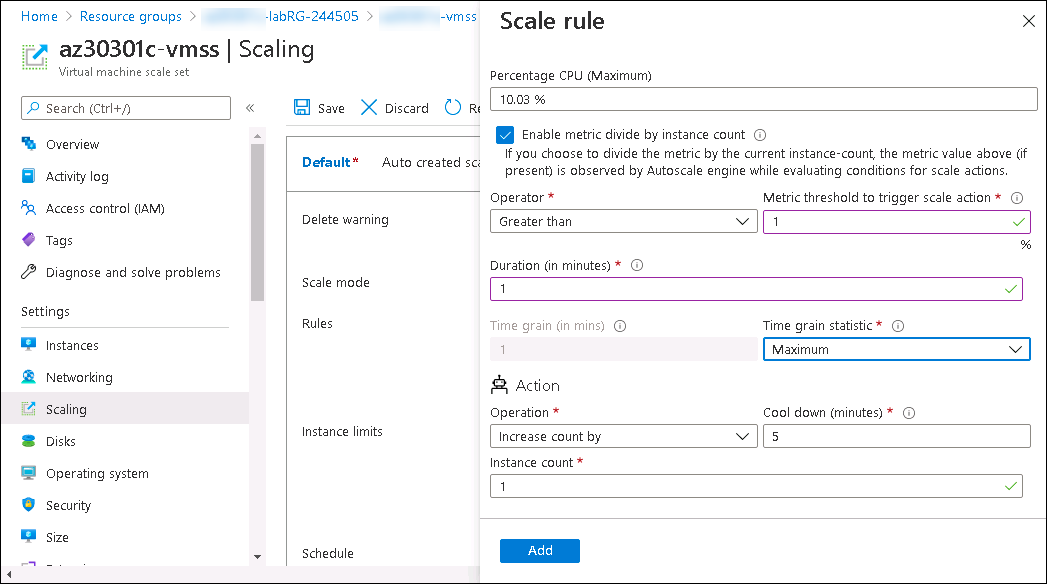 Home > Resource groups > -labRG-244505 > -vmss
az30301c-vmss | Scaling
Virtual machine scale set
Search (Ctrl+/)
«
Overview
Activity log
Access control (IAM)
Tags
Diagnose and solve problems
Settings
Instances
Networking
Scaling
Disks
Operating system
Security
Size
Save
Discard
Re
Default*
Auto created sca
Delete warning
Scale mode
Rules
Instance limits
Schedule
Scale rule
Percentage CPU (Maximum)
10.03 %
Enable metric divide by instance count
If you choose to divide the metric by the current instance-count, the metric value above (if
present) is observed by Autoscale engine while evaluating conditions for scale actions.
Operator *
Metric threshold to trigger scale action *
Greater than
1
%
Duration (in minutes) *
1
Time grain (in mins)
Time grain statistic *
1
Maximum
Action
Operation *
Cool down (minutes) *
Increase count by
5
Instance count *
1
Add